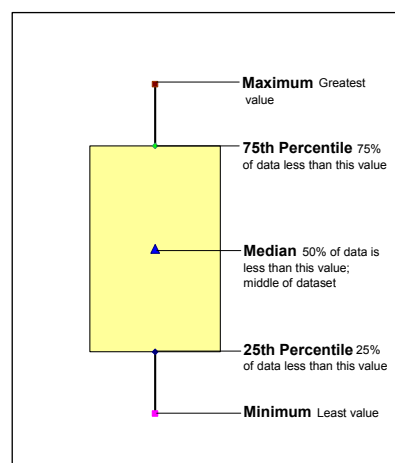 Maximum Greatest
value
75th Percentile 75%
of data less than this value
Median 50% of data is
less than this value;
middle of dataset
25th Percentile 25%
of data less than this value
Minimum Least value